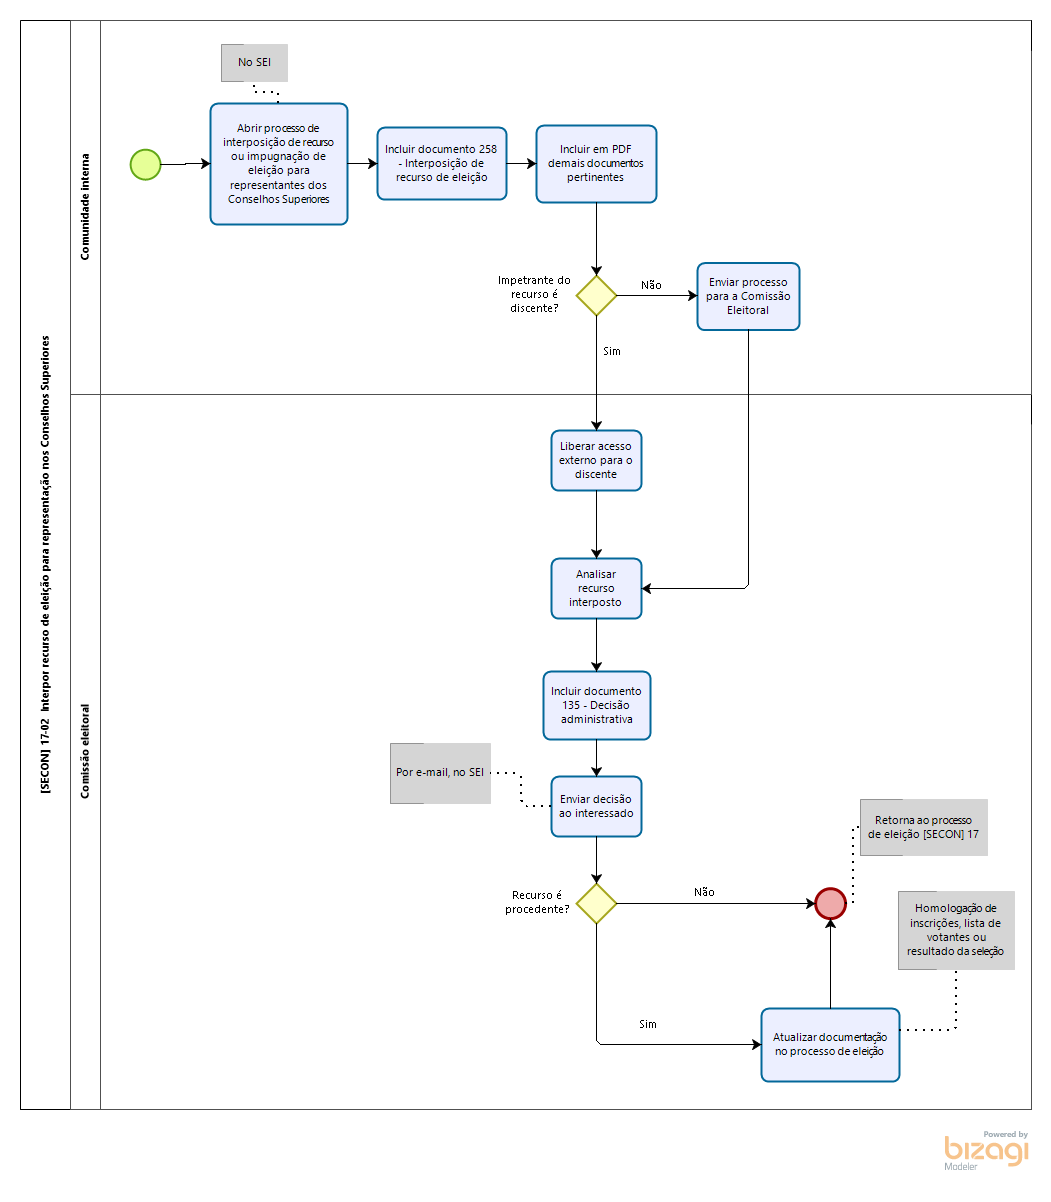 [SECON] 17-02  Interpor recurso de eleição para representação nos Conselhos Superiores
Comunidade interna
No SEI
Abrir processo de
interposição de recurso
ou impugnação de
eleição para
representantes dos
Conselhos Superiores
Incluir documento 258
- Interposição de
recurso de eleição
Incluir em PDF
demais documentos
pertinentes
Impetrante do
recurso é
discente?
Não
Enviar processo
para a Comissão
Eleitoral
Sim
Comissão eleitoral
Liberar acesso
externo para o
discente
Analisar
recurso
interposto
Incluir documento
135 - Decisão
administrativa
Por e-mail, no SEI
Enviar decisão
ao interessado
Retorna ao processo
de eleição [SECON] 17
Recurso é
procedente?
Não
Homologação de
inscrições, lista de
votantes ou
resultado da seleção
Sim
Atualizar documentação
no processo de eleição
Powered by
bizagi
Modeler